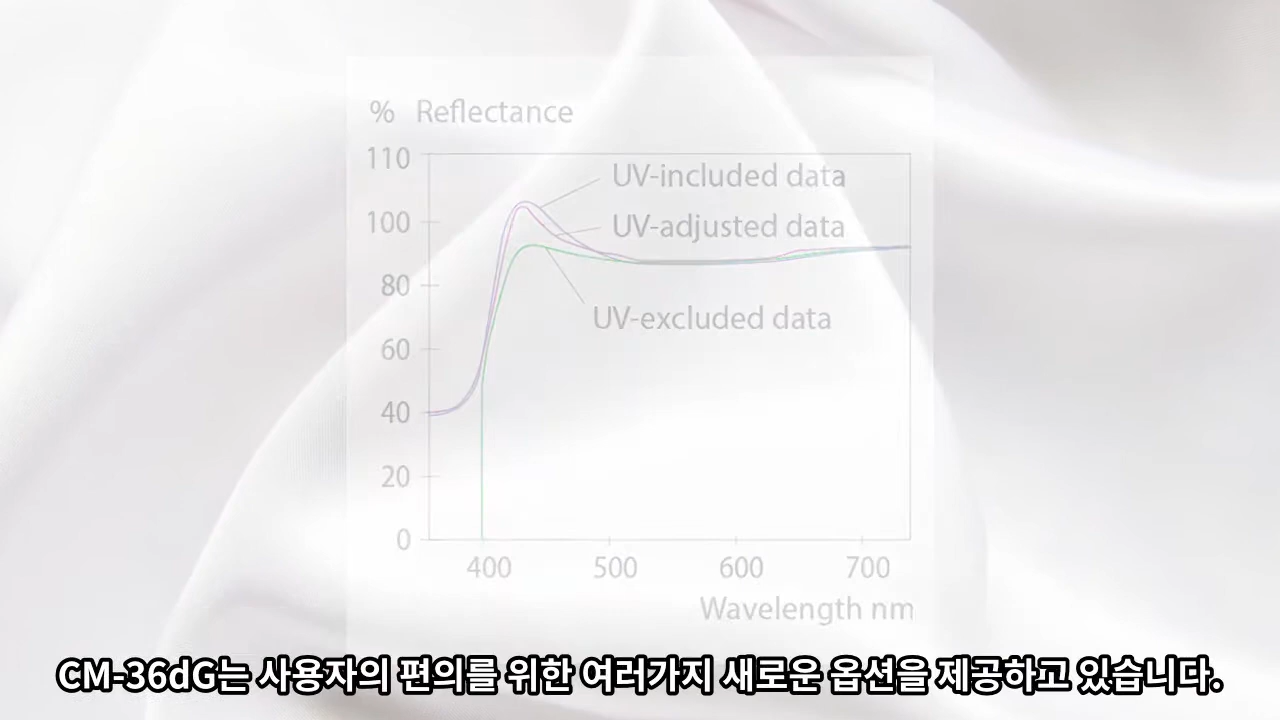 % Reflectance
110
UV-included data
100
UV-adjusted data
80
UV-excluded data
60
40
20
0
400 500 600 700
Wavelength nm
CM-36dG는 사용자의 편의를 위한 여러가지 새로운 옵션을 제공하고 있습니다.